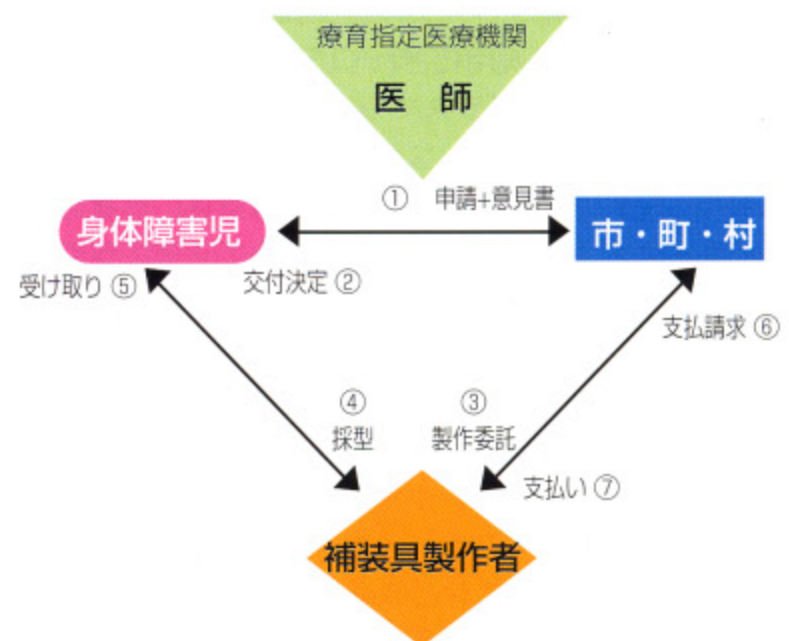 療育指定医療機関
医 師
① 申請+意見書
身体障害児
市・町・村
受け取り ⑤
交付決定 ②
支払請求 ⑥
④
採型
③
製作委託
支払い ⑦
補装具製作者